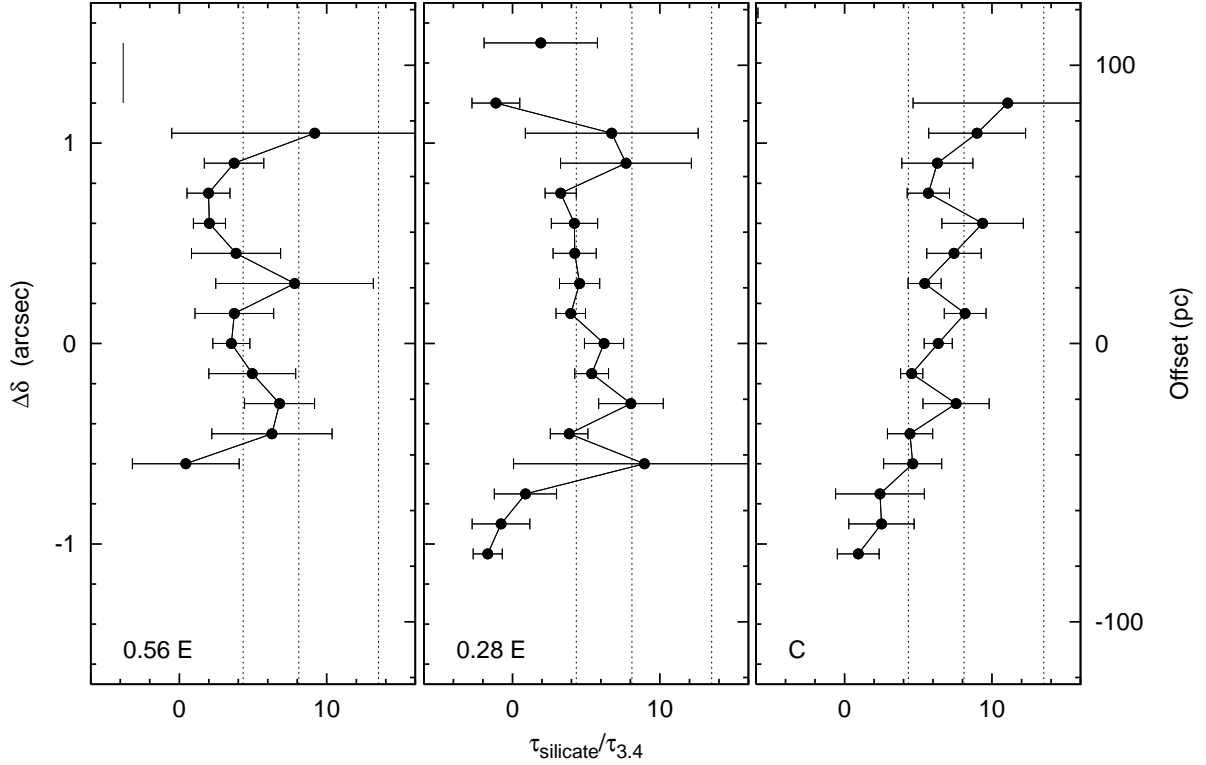 100
1
Δδ (arcsec)
0
0
Offset (pc)
-1
-100
0.56 E
0.28 E
C
0 10 0 10 0 10
τsilicate/τ3.4